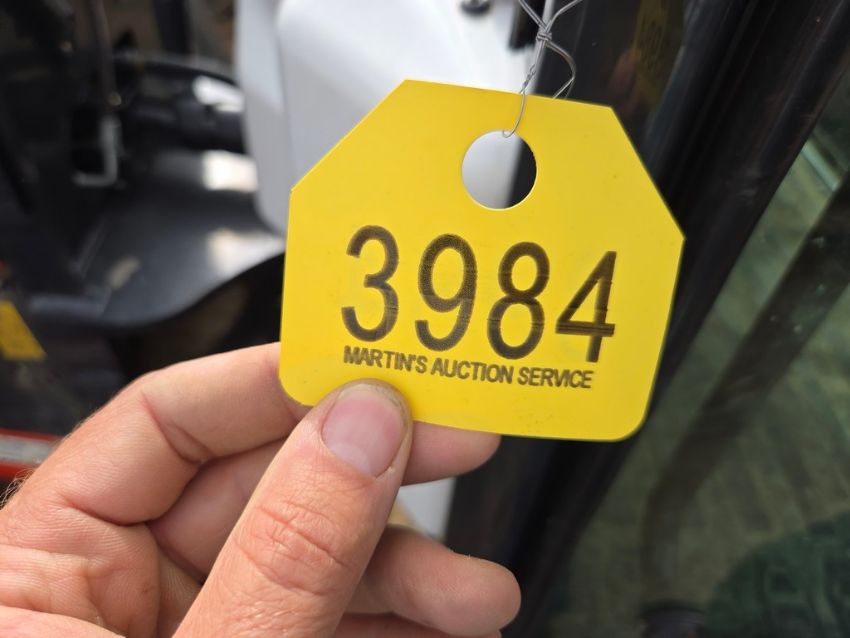 3984
MARTIN'S AUCTION SERVICE